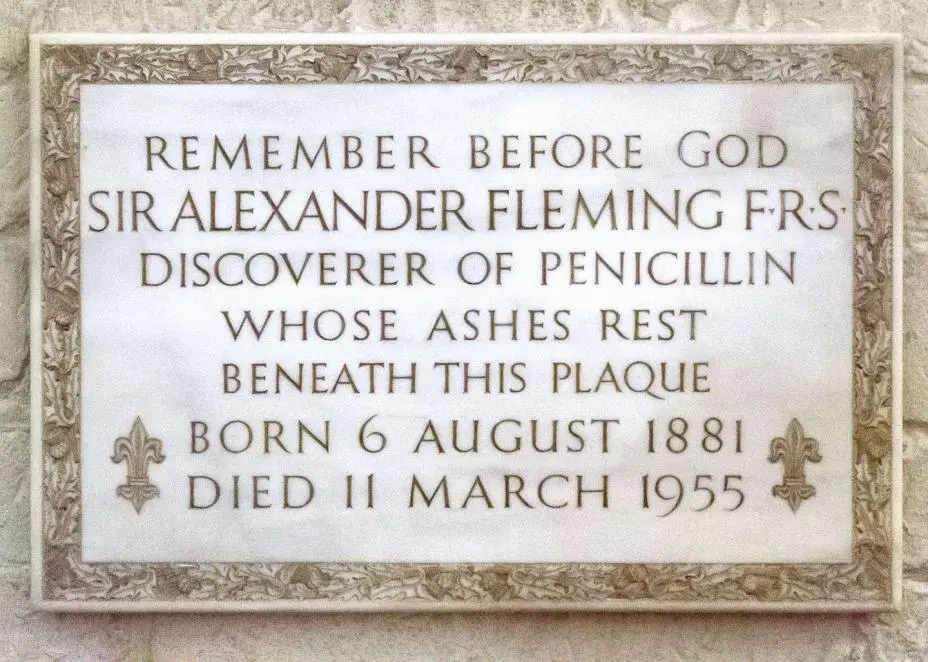 REMEMBER BEFORE GOD
SIR ALEXANDER FLEMING F·R·S·
DISCOVERER OF PENICILLIN
WHOSE ASHES REST
BENEATH THIS PLAQUE
BORN 6 AUGUST 1881
DIED 11 MARCH 1955